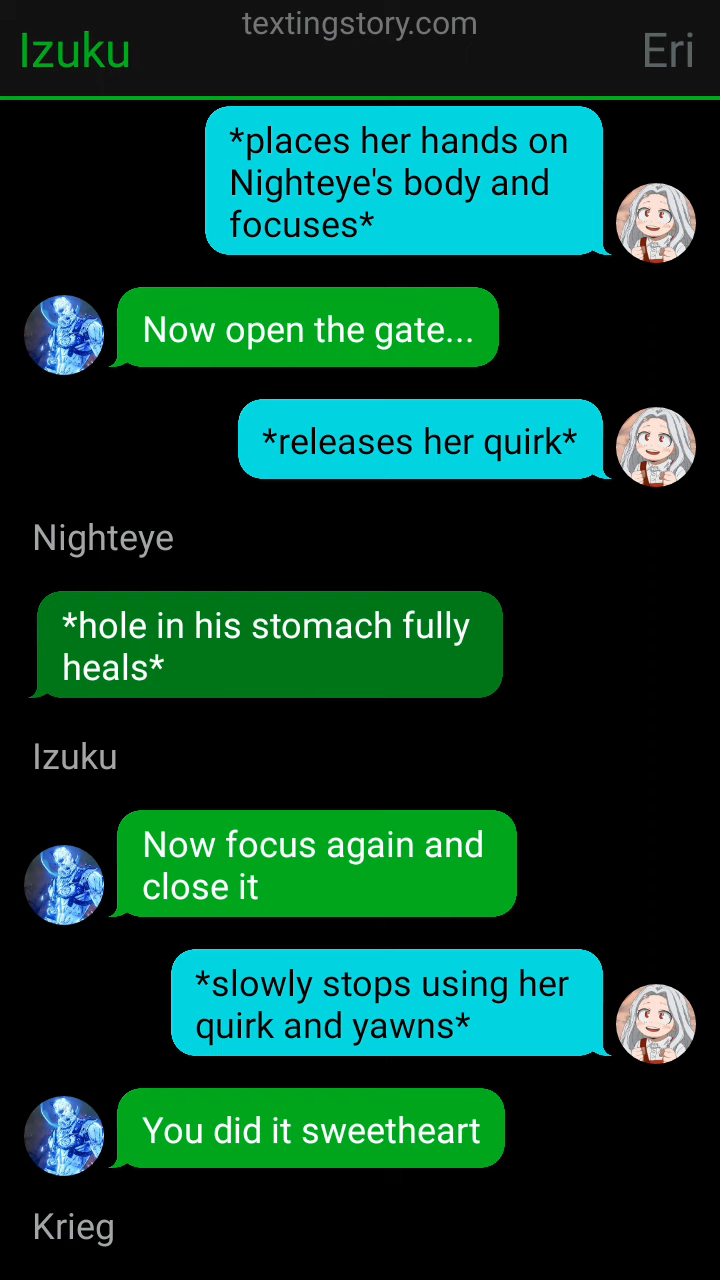 textingstory.com
Izuku
Eri
*places her hands on
Nighteye's body and
focuses*
Now open the gate...
*releases her quirk*
Nighteye
*hole in his stomach fully
heals*
Izuku
Now focus again and
close it
*slowly stops using her
quirk and yawns*
You did it sweetheart
Krieg